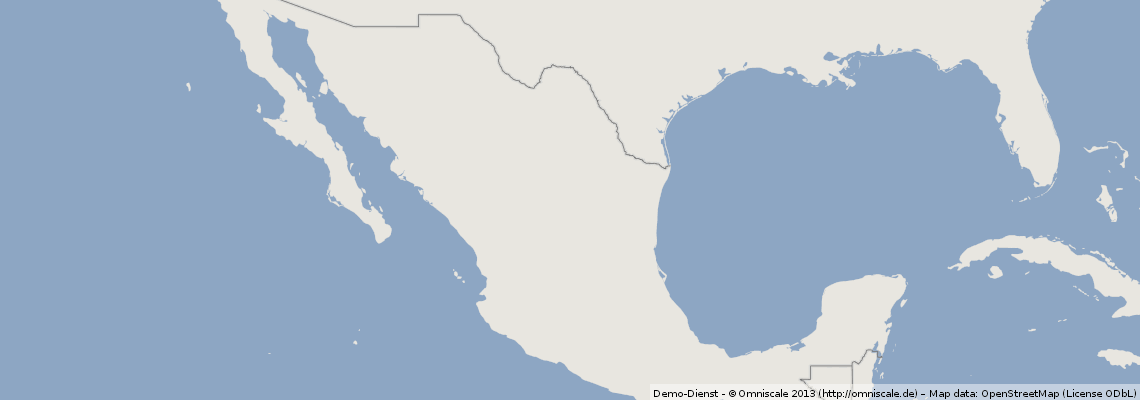 Demo-Dienst - © Omniscale 2013 (http://omniscale.de) – Map data: OpenStreetMap (License ODbL)